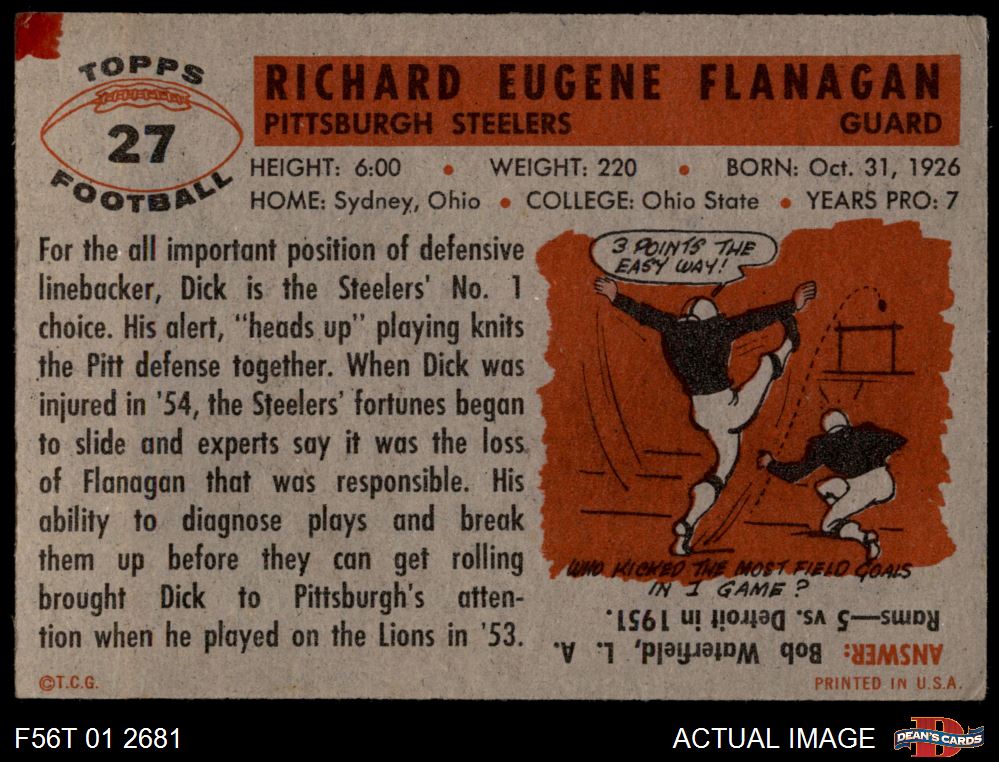 TOPPS
27
FOOTBALL
RICHARD EUGENE FLANAGAN
PITTSBURGH STEELERS GUARD
HEIGHT: 6:00 • WEIGHT: 220 • BORN: Oct. 31, 1926
HOME: Sydney, Ohio • COLLEGE: Ohio State • YEARS PRO: 7
For the all important position of defensive
linebacker, Dick is the Steelers' No. 1
choice. His alert, "heads up" playing knits
the Pitt defense together. When Dick was
injured in '54, the Steelers' fortunes began
to slide and experts say it was the loss
of Flanagan that was responsible. His
ability to diagnose plays and break
them up before they can get rolling
brought Dick to Pittsburgh's atten-
tion when he played on the Lions in '53.
3 POINTS THE
EASY WAY!
WHO KICKED THE MOST FIELD GOALS
IN 1 GAME?
ANSWER: Bob Waterfield, L. A.
Rams—5 vs. Detroit in 1951.
©T.C.G.
PRINTED IN U.S.A.
F56T 01 2681
ACTUAL IMAGE
DEAN'S CARDS